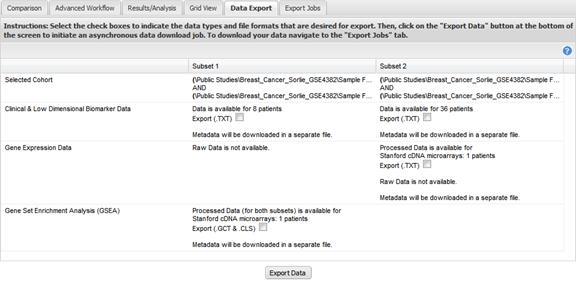 Comparison Advanced Workflow Results/Analysis Grid View Data Export Export Jobs
Instructions: Select the check boxes to indicate the data types and file formats that are desired for export. Then, click on the "Export Data" button at the bottom of
the screen to initiate an asynchronous data download job. To download your data navigate to the "Export Jobs" tab.
?
Subset 1 Subset 2
Selected Cohort
(\Public Studies\Breast_Cancer_Sorlie_GSE4382\Sample F...
AND
(\Public Studies\Breast_Cancer_Sorlie_GSE4382\Sample F...
(\Public Studies\Breast_Cancer_Sorlie_GSE4382\Sample F...
AND
(\Public Studies\Breast_Cancer_Sorlie_GSE4382\Sample F...
Clinical & Low Dimensional Biomarker Data
Data is available for 8 patients
Export (.TXT)
Metadata will be downloaded in a separate file.
Data is available for 36 patients
Export (.TXT)
Metadata will be downloaded in a separate file.
Gene Expression Data
Raw Data is not available.
Processed Data is available for
Stanford cDNA microarrays: 1 patients
Export (.TXT)
Raw Data is not available.
Metadata will be downloaded in a separate file.
Gene Set Enrichment Analysis (GSEA)
Processed Data (for both subsets) is available for
Stanford cDNA microarrays: 1 patients
Export (.GCT & .CLS)
Metadata will be downloaded in a separate file.
Export Data